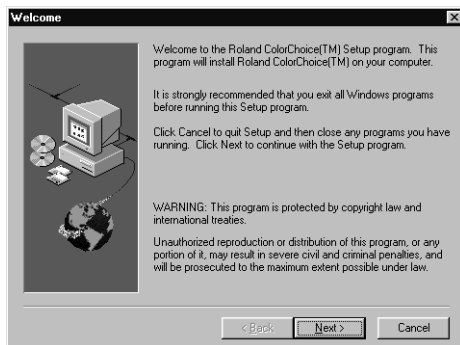 Welcome
Welcome to the Roland ColorChoice(TM) Setup program. This
program will install Roland ColorChoice(TM) on your computer.
It is strongly recommended that you exit all Windows programs
before running this Setup program.
Click Cancel to quit Setup and then close any programs you have
running. Click Next to continue with the Setup program.
WARNING: This program is protected by copyright law and
international treaties.
Unauthorized reproduction or distribution of this program, or any
portion of it, may result in severe civil and criminal penalties, and
will be prosecuted to the maximum extent possible under law.
< Back
Next >
Cancel